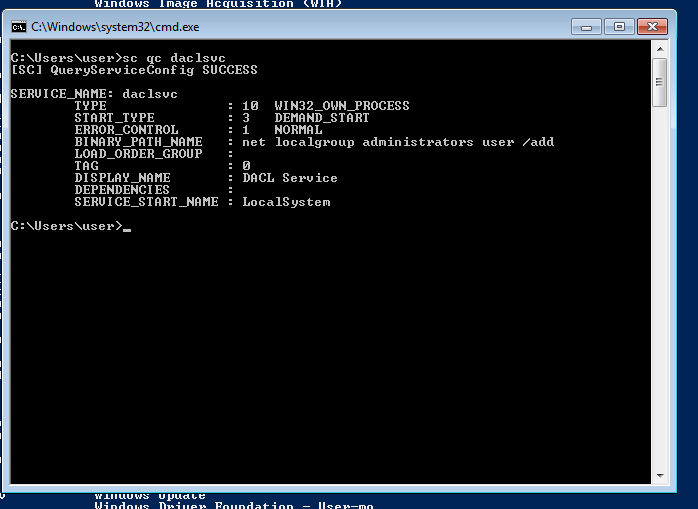 Windows Image Acquisition (WIA)
C:\Windows\system32\cmd.exe
C:\Users\user>sc qc daclsvc
[SC] QueryServiceConfig SUCCESS
SERVICE_NAME: daclsvc
TYPE : 10 WIN32_OWN_PROCESS
START_TYPE : 3 DEMAND_START
ERROR_CONTROL : 1 NORMAL
BINARY_PATH_NAME : net localgroup administrators user /add
LOAD_ORDER_GROUP :
TAG : 0
DISPLAY_NAME : DACL Service
DEPENDENCIES :
SERVICE_START_NAME : LocalSystem
C:\Users\user>_
Windows Update
Windows Driver Foundation - User-mo